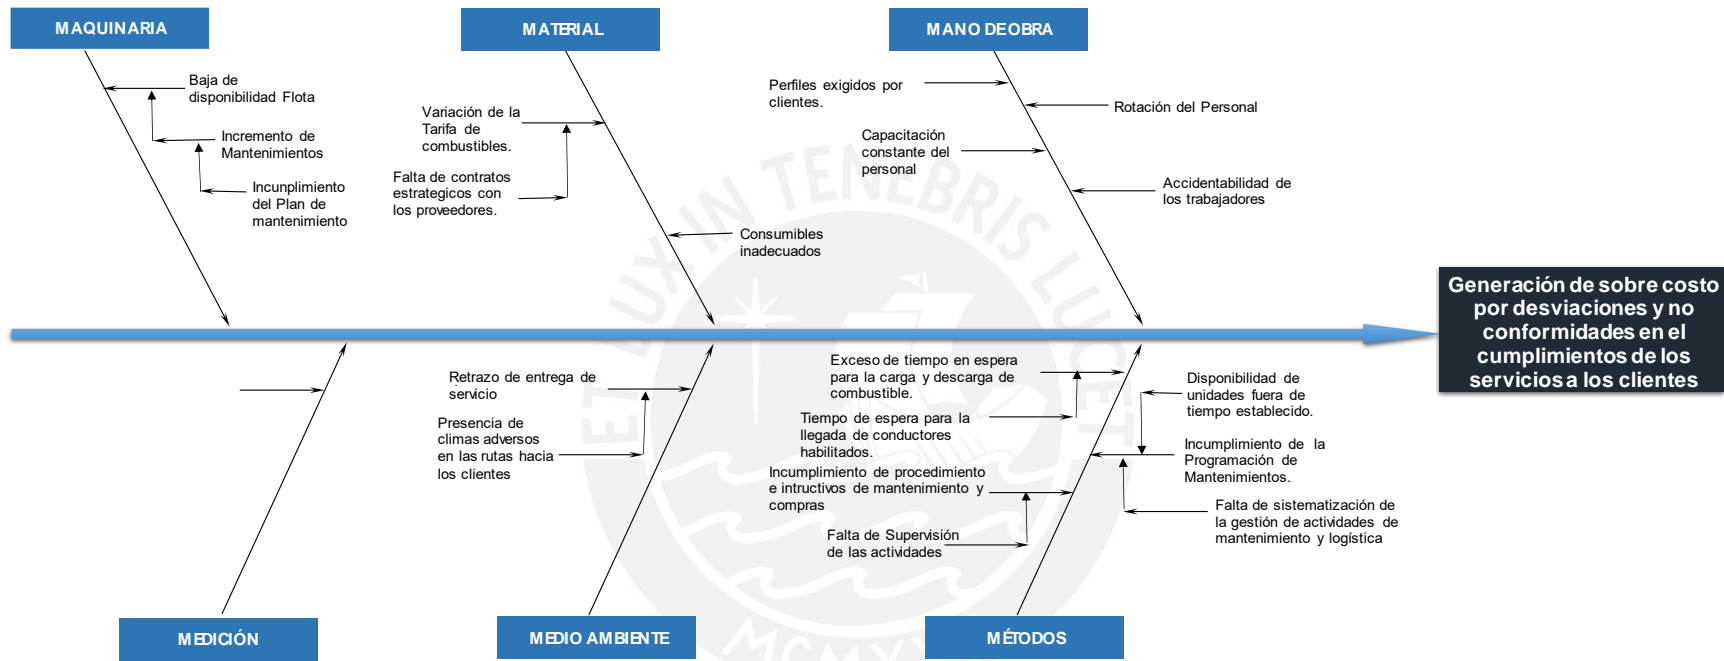 MAQUINARIA
MATERIAL
MANO DEOBRA
Baja de
disponibilidad Flota
Incremento de
Mantenimientos
Incunplimiento
del Plan de
mantenimiento
Variación de la
Tarifa de
combustibles.
Falta de contratos
estrategicos con
los proveedores.
Consumibles
inadecuados
Perfiles exigidos por
clientes.
Rotación del Personal
Capacitación
constante del
personal
Accidentabilidad de
los trabajadores
Generación de sobre costo
por desviaciones y no
conformidades en el
cumplimientos de los
servicios a los clientes
Retrazo de entrega de
servicio
Presencia de
climas adversos
en las rutas hacia
los clientes
Exceso de tiempo en espera
para la carga y descarga de
combustible.
Tiempo de espera para la
llegada de conductores
habilitados.
Incumplimiento de procedimiento
e intructivos de mantenimiento y
compras
Falta de Supervisión
de las actividades
Disponibilidad de
unidades fuera de
tiempo establecido.
Incumplimiento de la
Programación de
Mantenimientos.
Falta de sistematización de
la gestión de actividades de
mantenimiento y logística
MEDICIÓN
MEDIO AMBIENTE
MÉTODOS
ET LUX IN TENEBRIS LUCET